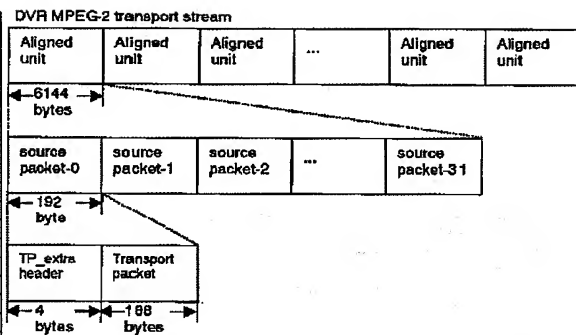 DVR MPEG-2 transport stream
Aligned unit Aligned unit Aligned unit ... Aligned unit Aligned unit
6144 bytes
source packet-0 source packet-1 source packet-2 ... source packet-31
192 byte
TP_extra header Transport packet
4 bytes 188 bytes